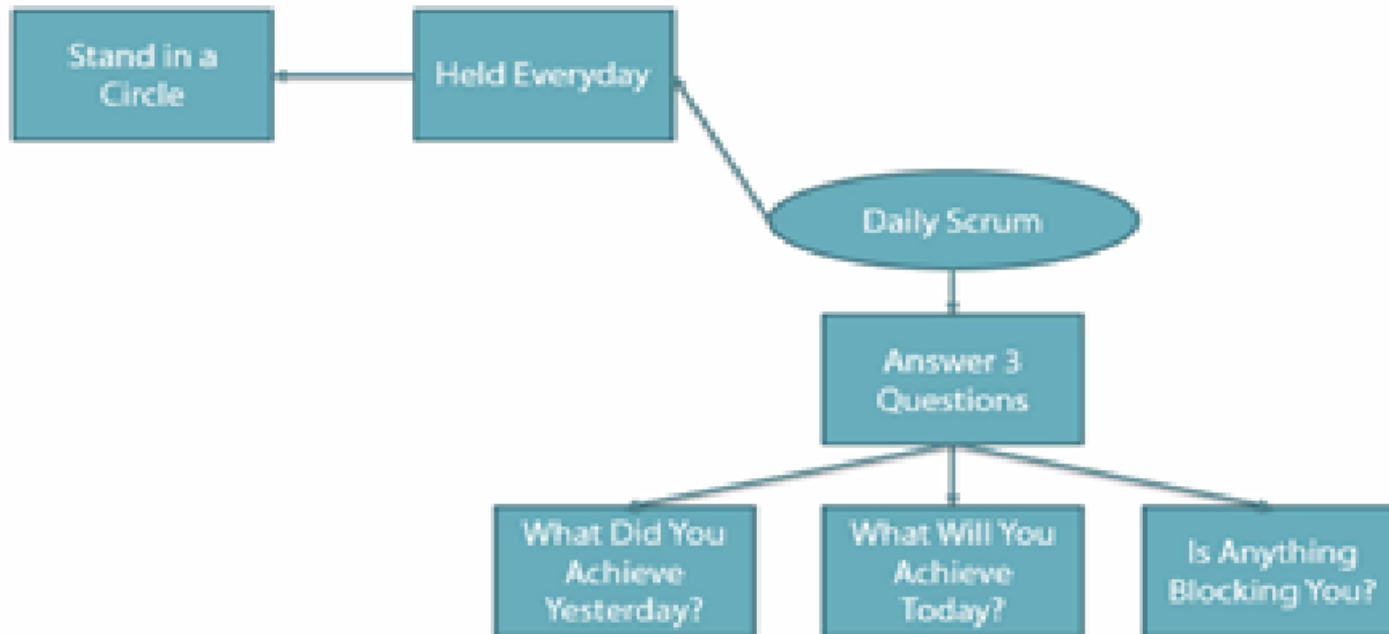 Stand in a
Circle
Held Everyday
Daily Scrum
Answer 3
Questions
What Did You
Achieve
Yesterday?
What Will You
Achieve
Today?
Is Anything
Blocking You?